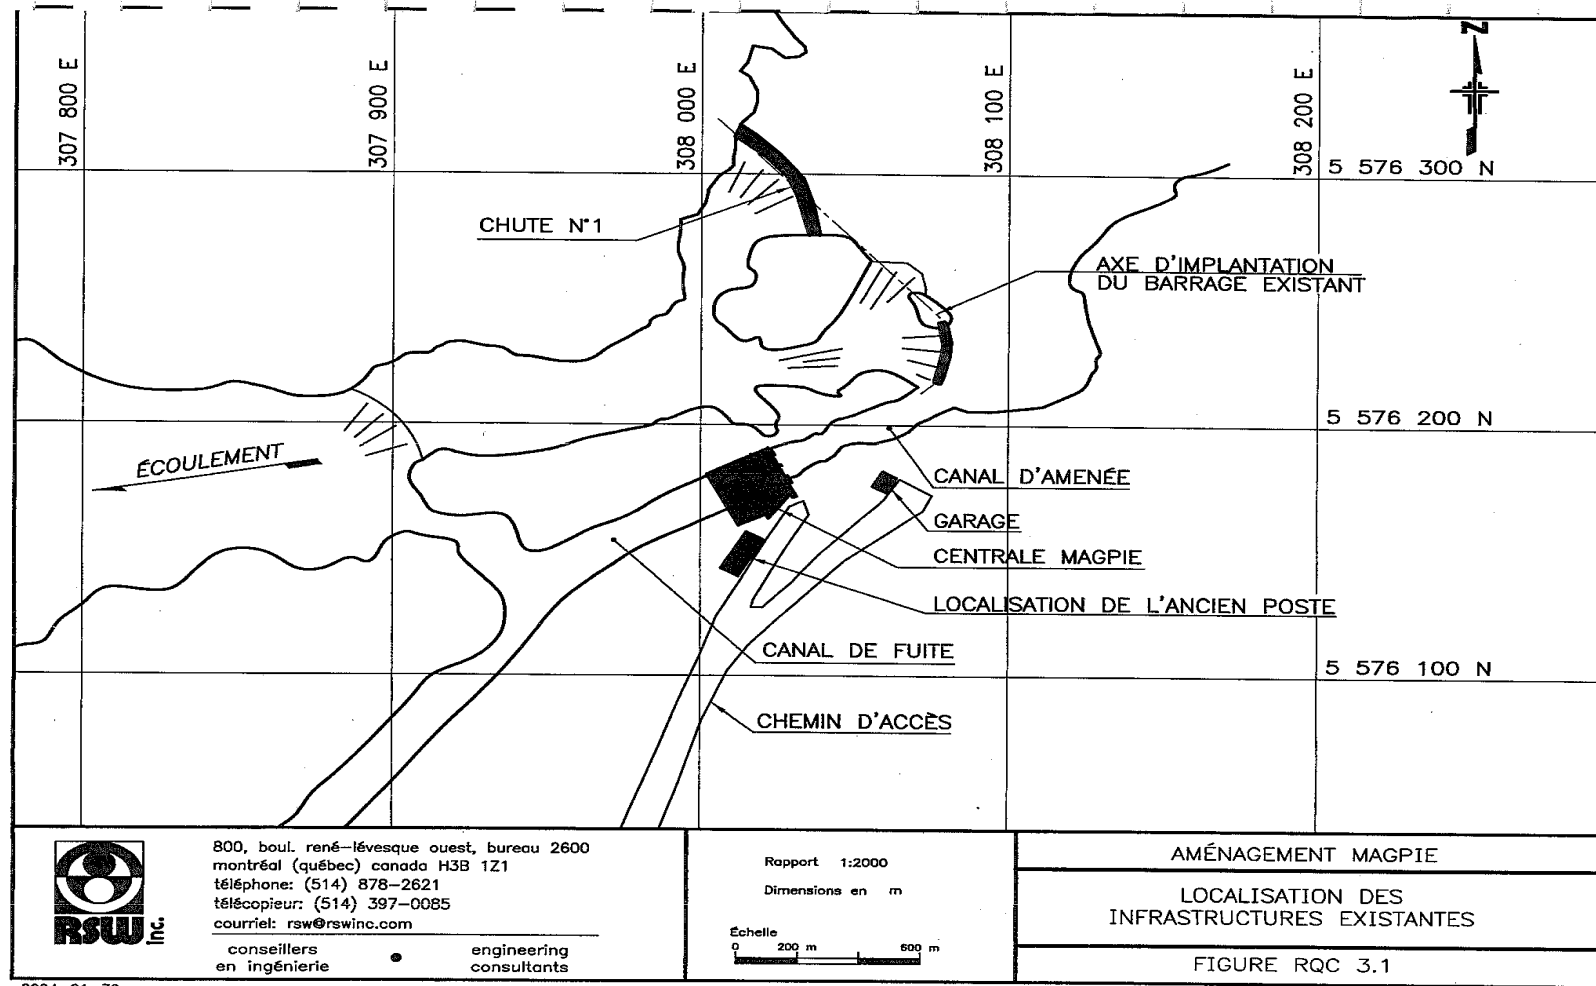 307 800 E
307 900 E
308 000 E
308 100 E
308 200 E
N
5 576 300 N
CHUTE N°1
AXE D'IMPLANTATION
DU BARRAGE EXISTANT
5 576 200 N
ÉCOULEMENT
CANAL D'AMENÉE
GARAGE
CENTRALE MAGPIE
LOCALISATION DE L'ANCIEN POSTE
CANAL DE FUITE
5 576 100 N
CHEMIN D'ACCÈS
RSW inc.
800, boul. rené-lévesque ouest, bureau 2600
montréal (québec) canada H3B 1Z1
téléphone: (514) 878-2621
télécopieur: (514) 397-0085
courriel: rsw@rswinc.com
conseillers
en ingénierie
engineering
consultants
Rapport 1:2000
Dimensions en m
Échelle
0 200 m 600 m
AMÉNAGEMENT MAGPIE
LOCALISATION DES
INFRASTRUCTURES EXISTANTES
FIGURE RQC 3.1